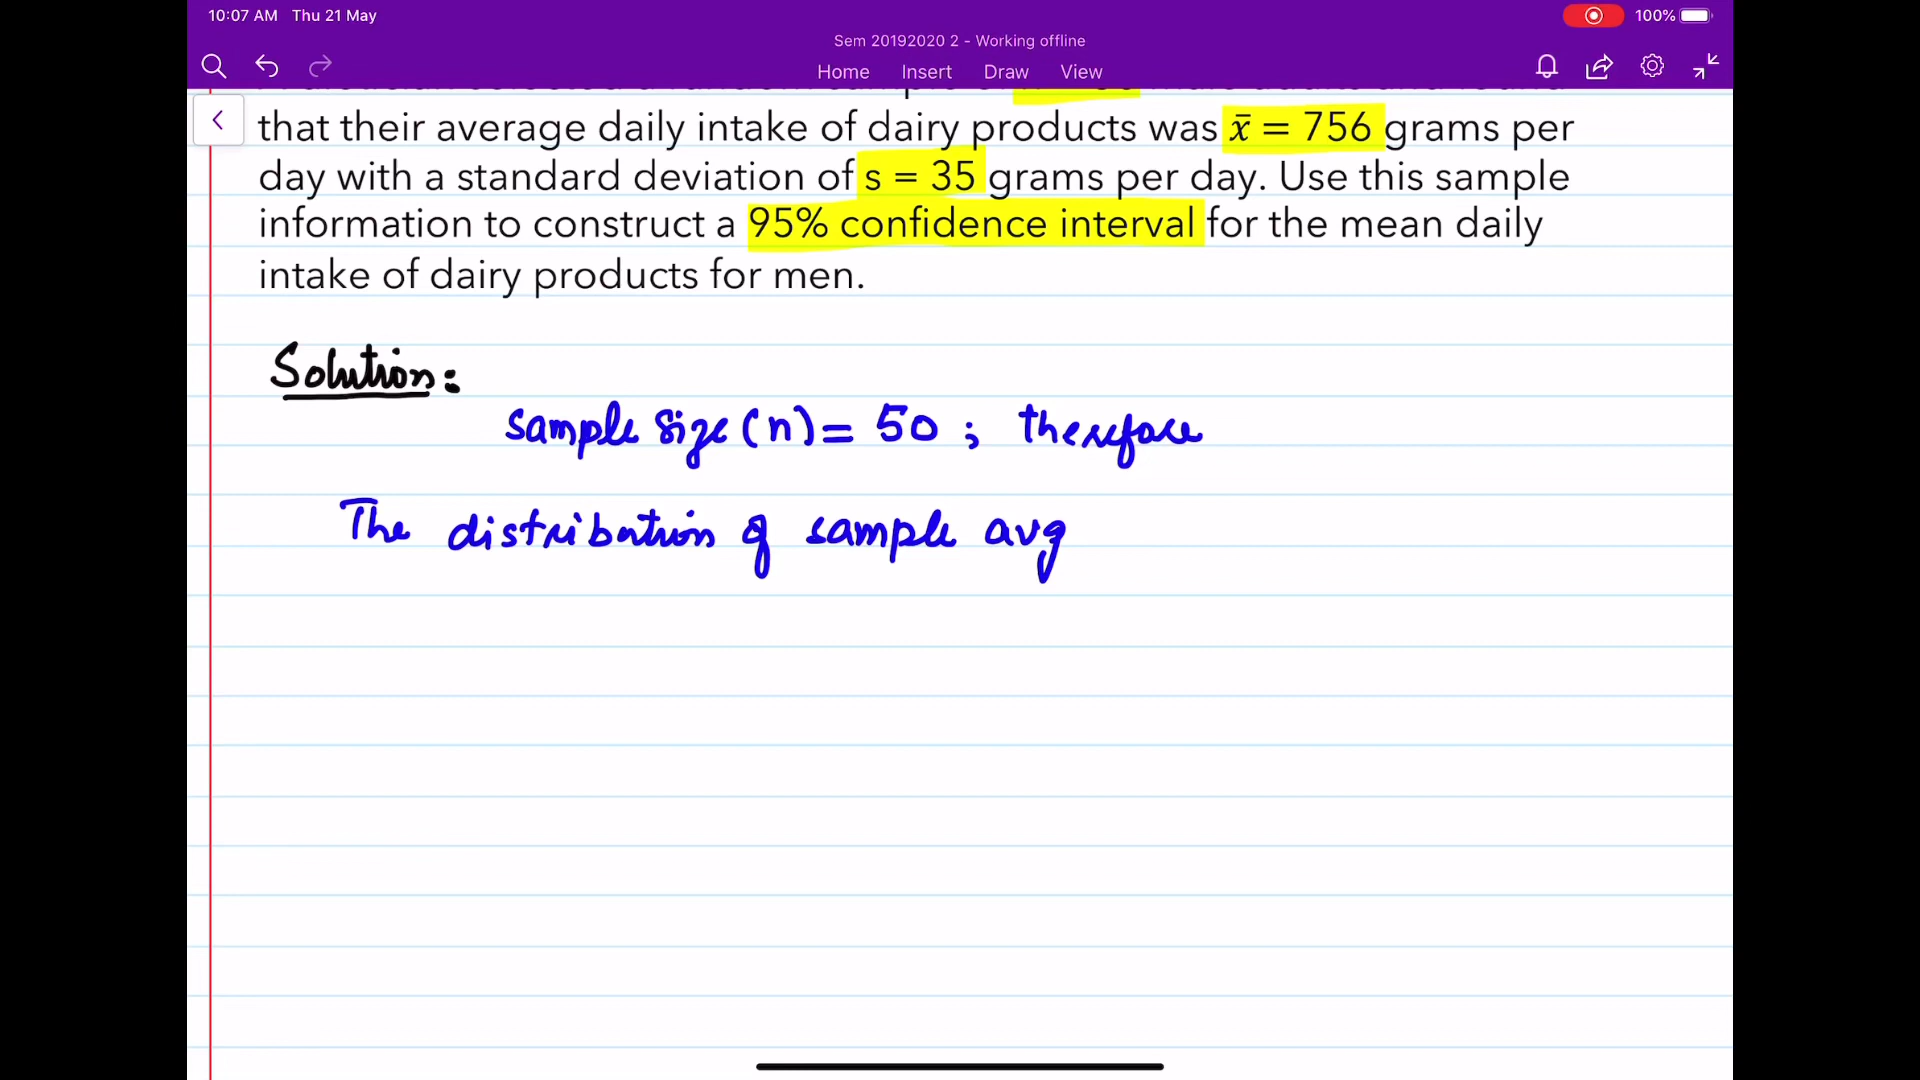 10:07 AM Thu 21 May
100%
Sem 20192020 2 - Working offline
Home Insert Draw View
that their average daily intake of dairy products was x̄ = 756 grams per
day with a standard deviation of s = 35 grams per day. Use this sample
information to construct a 95% confidence interval for the mean daily
intake of dairy products for men.
Solution:
sample size (n) = 50 ; therefore
The distribution of sample avg